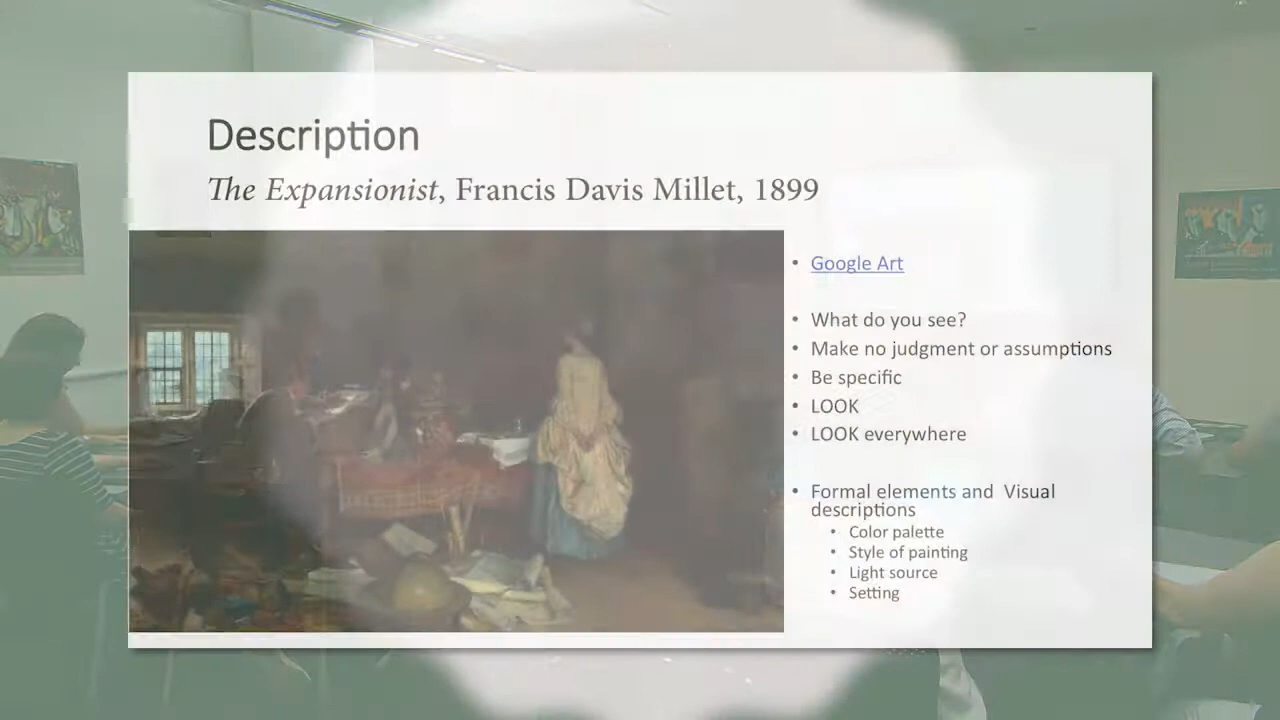 Description
The Expansionist, Francis Davis Millet, 1899
• Google Art
• What do you see?
• Make no judgment or assumptions
• Be specific
• LOOK
• LOOK everywhere
• Formal elements and Visual
descriptions
• Color palette
• Style of painting
• Light source
• Setting